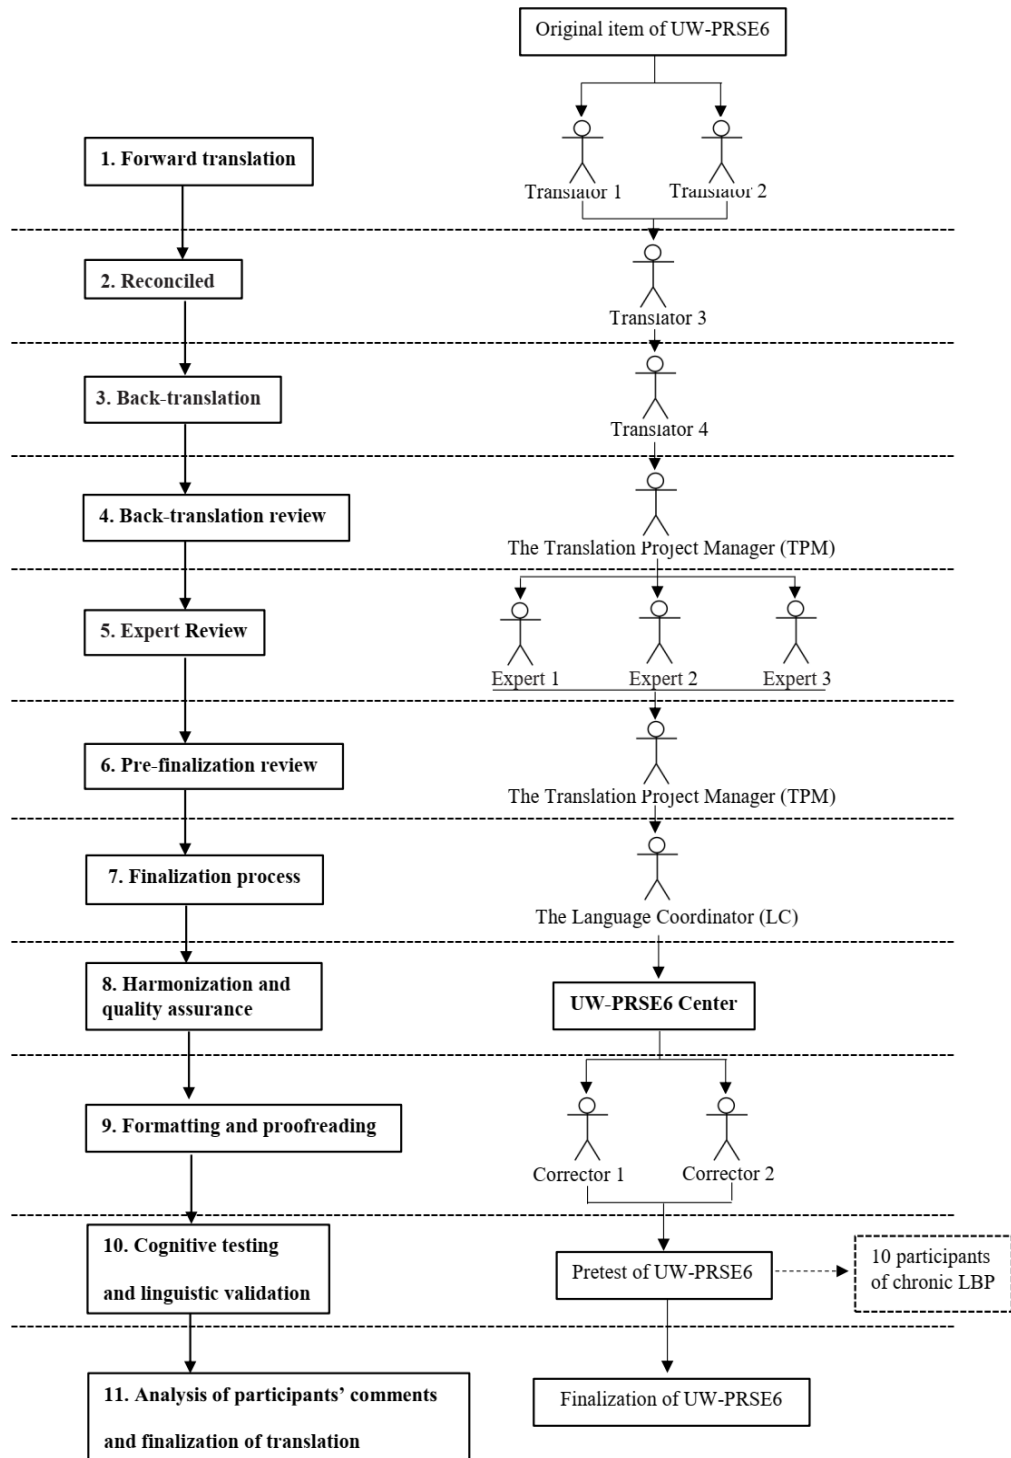 Original item of UW-PRSE6
1. Forward translation
Translator 1
Translator 2
2. Reconciled
Translator 3
3. Back-translation
Translator 4
4. Back-translation review
The Translation Project Manager (TPM)
5. Expert Review
Expert 1
Expert 2
Expert 3
6. Pre-finalization review
The Translation Project Manager (TPM)
7. Finalization process
The Language Coordinator (LC)
8. Harmonization and
quality assurance
UW-PRSE6 Center
9. Formatting and proofreading
Corrector 1
Corrector 2
10. Cognitive testing
and linguistic validation
Pretest of UW-PRSE6
10 participants
of chronic LBP
11. Analysis of participants’ comments
and finalization of translation
Finalization of UW-PRSE6